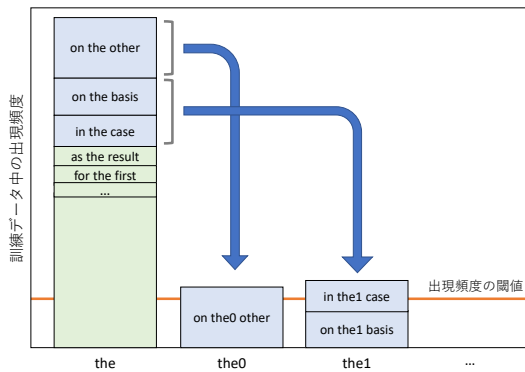 訓練データ中の出現頻度
on the other
on the basis
in the case
as the result
for the first
...
on the0 other
in the1 case
on the1 basis
出現頻度の閾値
the
the0
the1
...